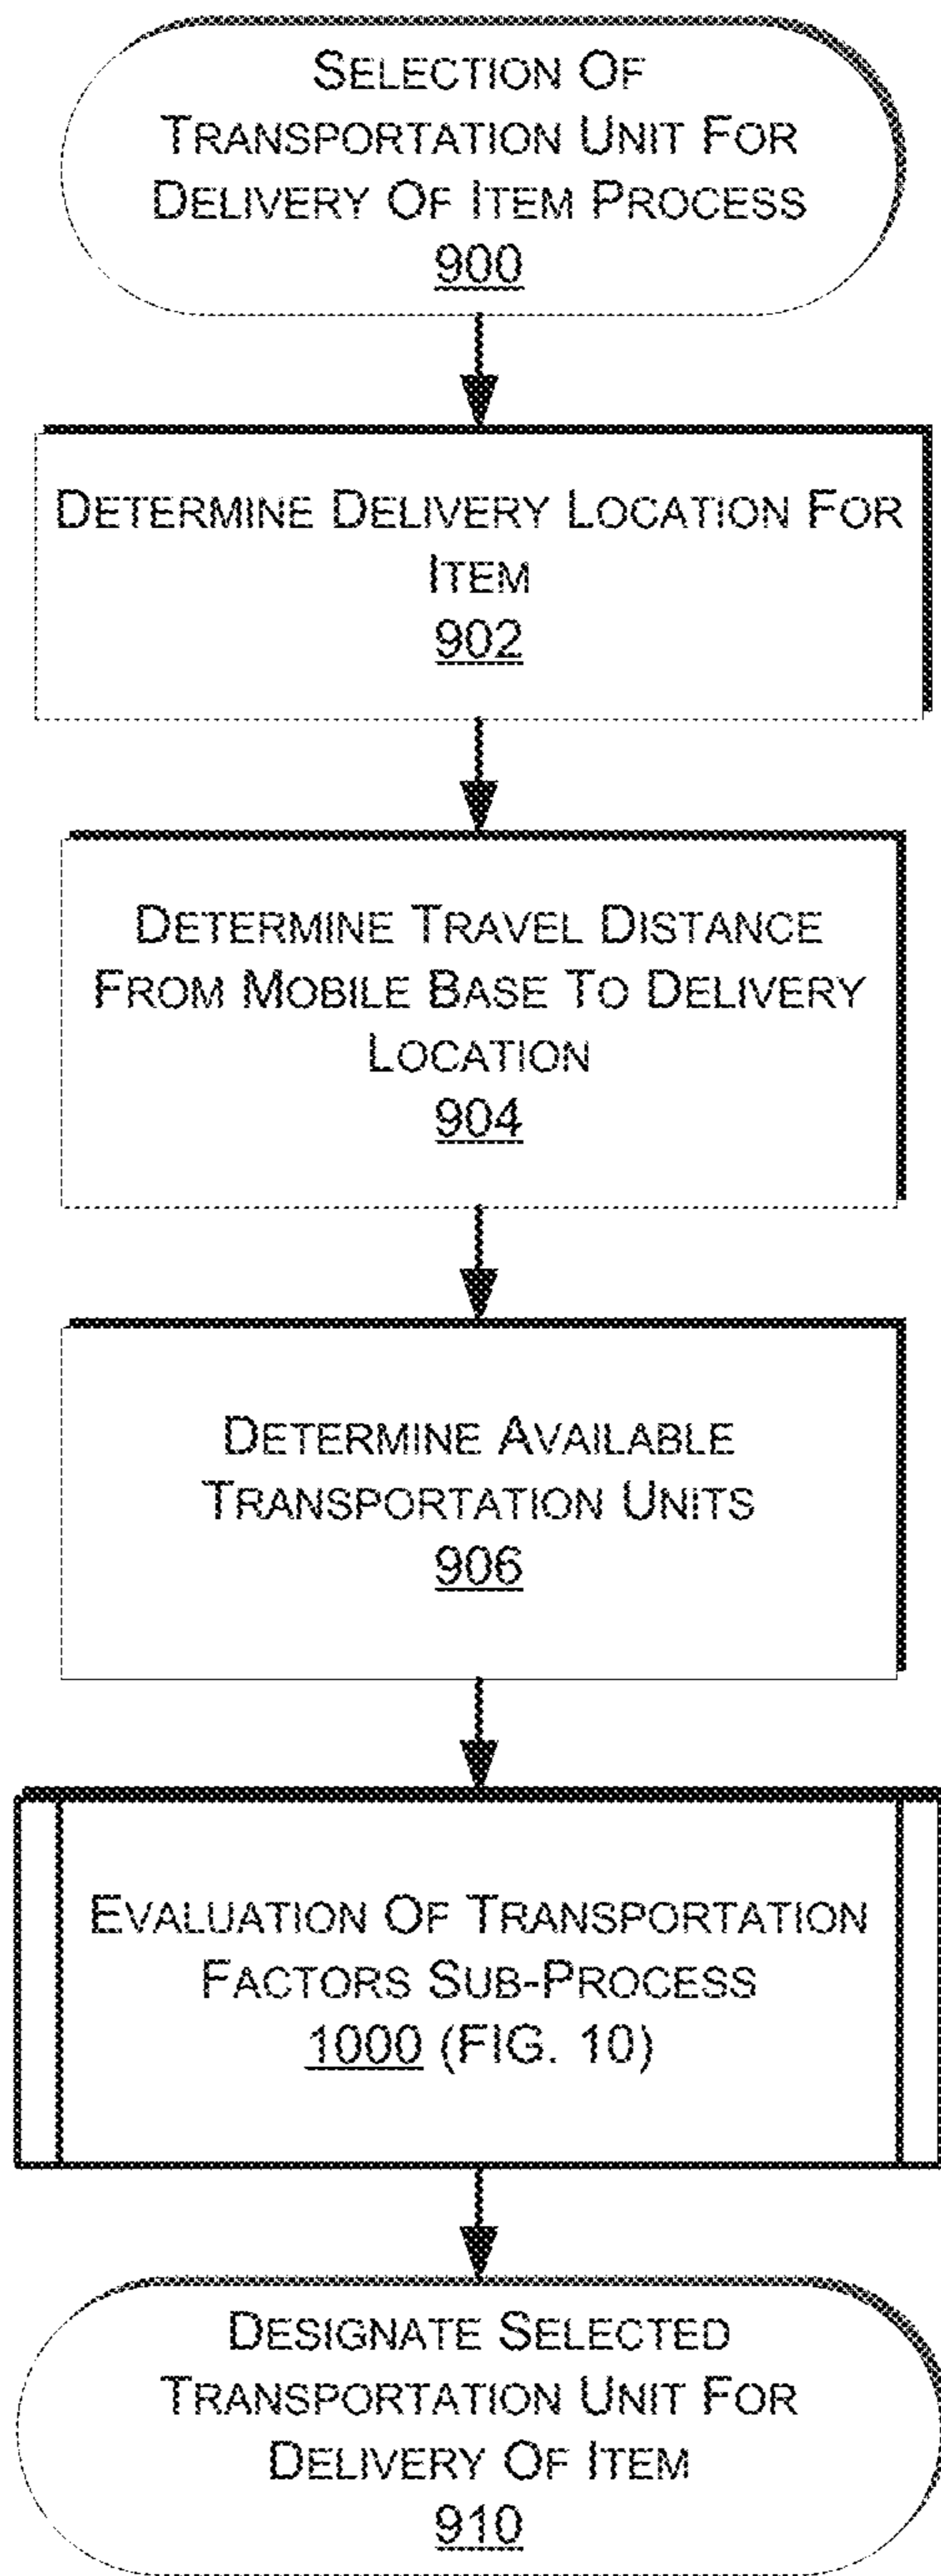 SELECTION OF
TRANSPORTATION UNIT FOR
DELIVERY OF ITEM PROCESS
900
DETERMINE DELIVERY LOCATION FOR
ITEM
902
DETERMINE TRAVEL DISTANCE
FROM MOBILE BASE TO DELIVERY
LOCATION
904
DETERMINE AVAILABLE
TRANSPORTATION UNITS
906
EVALUATION OF TRANSPORTATION
FACTORS SUB-PROCESS
1000 (FIG. 10)
DESIGNATE SELECTED
TRANSPORTATION UNIT FOR
DELIVERY OF ITEM
910